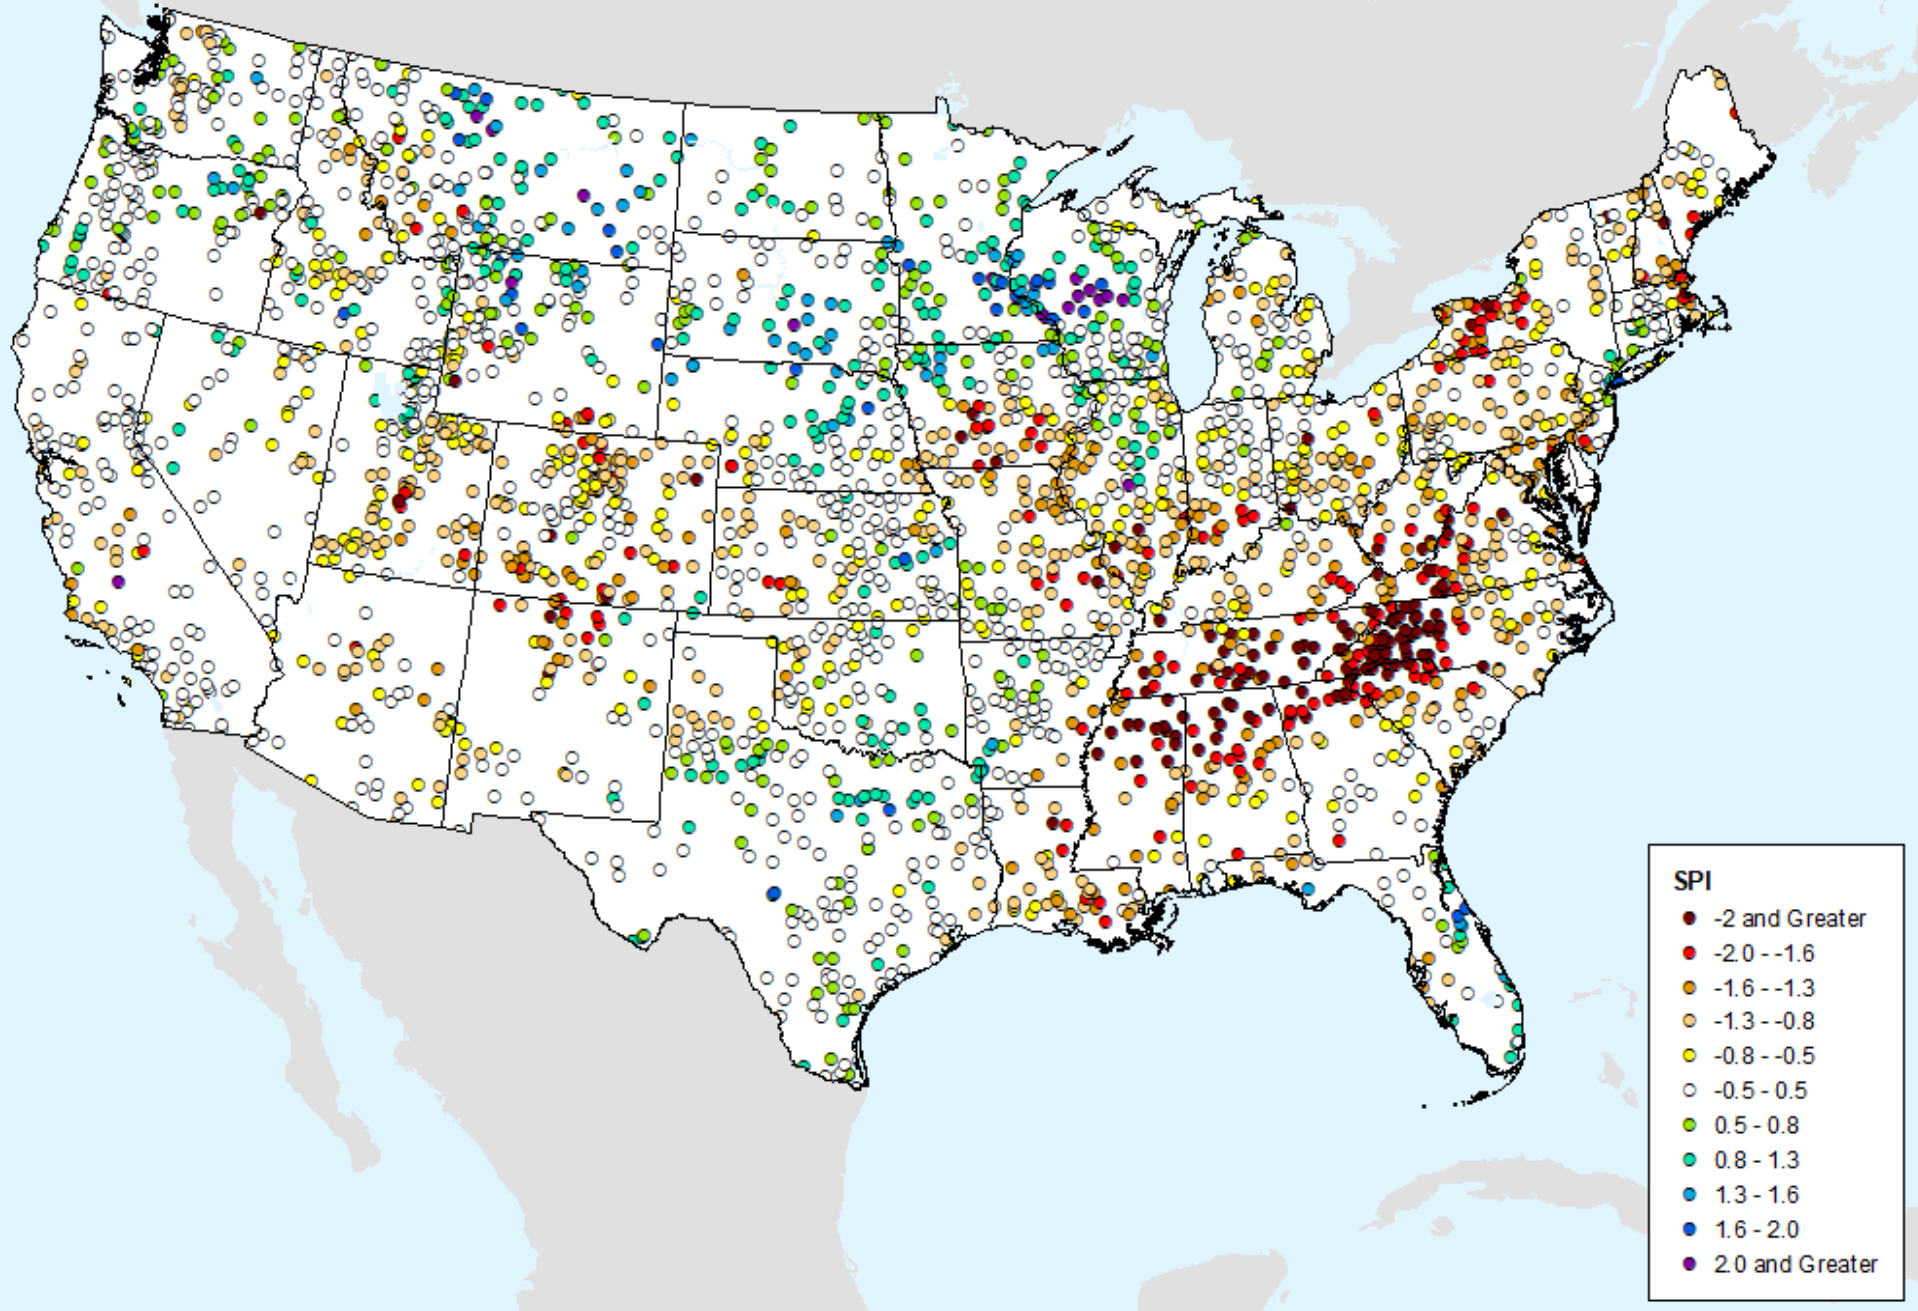 SPI
-2 and Greater
-2.0 - -1.6
-1.6 - -1.3
-1.3 - -0.8
-0.8 - -0.5
-0.5 - 0.5
0.5 - 0.8
0.8 - 1.3
1.3 - 1.6
1.6 - 2.0
2.0 and Greater